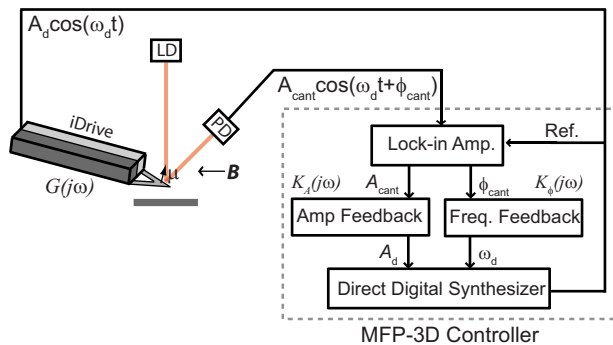 A_d cos(ω_d t)
LD
A_cant cos(ω_d t+ϕ_cant)
PD
iDrive
μ
B
G(jω)
Ref.
Lock-in Amp.
K_A(jω)
A_cant
ϕ_cant
K_ϕ(jω)
Amp Feedback
Freq. Feedback
A_d
ω_d
Direct Digital Synthesizer
MFP-3D Controller